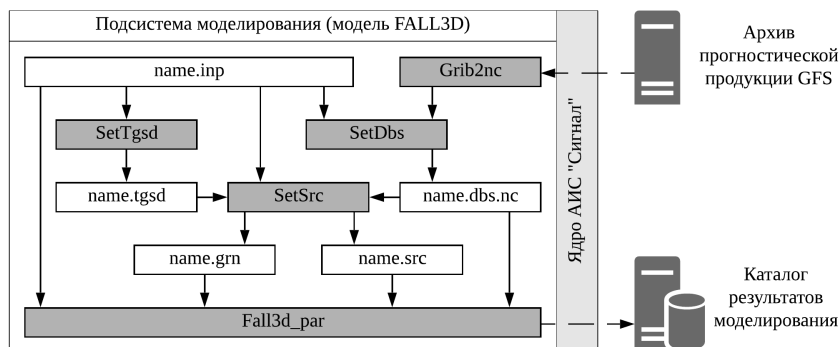 Подсистема моделирования (модель FALL3D)
name.inp
Grib2nc
SetTgsd
SetDbs
name.tgsd
SetSrc
name.dbs.nc
name.grn
name.src
Fall3d_par
Ядро АИС "Сигнал"
Архив
прогностической
продукции GFS
Каталог
результатов
моделирования